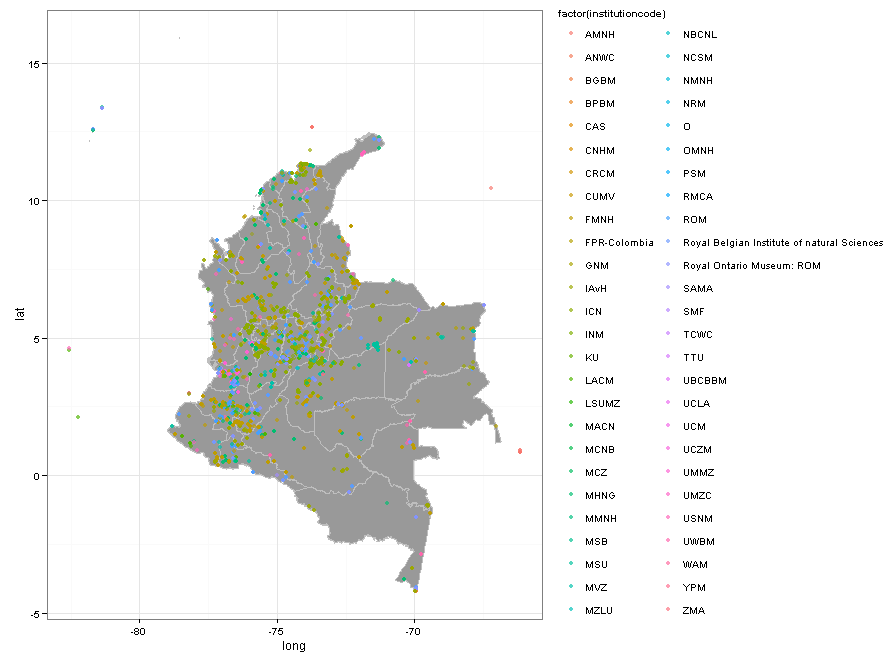 factor(institutioncode)
AMNH
ANWC
BGBM
BPBM
CAS
CNHM
CRCM
CUMV
FMNH
FPR-Colombia
GNM
IAvH
ICN
INM
KU
LACM
LSUMZ
MACN
MCNB
MCZ
MHNG
MMNH
MSB
MSU
MVZ
MZLU
NBCNL
NCSM
NMNH
NRM
O
OMNH
PSM
RMCA
ROM
Royal Belgian Institute of natural Sciences
Royal Ontario Museum: ROM
SAMA
SMF
TCWC
TTU
UBCBBM
UCLA
UCM
UCZM
UMMZ
UMZC
USNM
UWBM
WAM
YPM
ZMA
15
10
5
0
-5
lat
-80 -75 -70
long